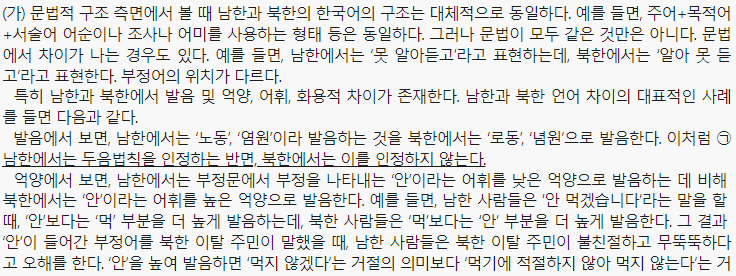 (가) 문법적 구조 측면에서 볼 때 남한과 북한의 한국어의 구조는 대체적으로 동일하다. 예를 들면, 주어+목적어
+서술어 어순이나 조사나 어미를 사용하는 형태 등은 동일하다. 그러나 문법이 모두 같은 것만은 아니다. 문법
에서 차이가 나는 경우도 있다. 예를 들면, 남한에서는 ‘못 알아듣고’라고 표현하는데, 북한에서는 ‘알아 못 듣
고’라고 표현한다. 부정어의 위치가 다르다.
특히 남한과 북한에서 발음 및 억양, 어휘, 화용적 차이가 존재한다. 남한과 북한 언어 차이의 대표적인 사례
를 들면 다음과 같다.
발음에서 보면, 남한에서는 ‘노동’, ‘염원’이라 발음하는 것을 북한에서는 ‘로동’, ‘념원’으로 발음한다. 이처럼 ㉠
남한에서는 두음법칙을 인정하는 반면, 북한에서는 이를 인정하지 않는다.
억양에서 보면, 남한에서는 부정문에서 부정을 나타내는 ‘안’이라는 어휘를 낮은 억양으로 발음하는 데 비해
북한에서는 ‘안’이라는 어휘를 높은 억양으로 발음한다. 예를 들면, 남한 사람들은 ‘안 먹겠습니다’라는 말을 할
때, ‘안’보다는 ‘먹’ 부분을 더 높게 발음하는데, 북한 사람들은 ‘먹’보다는 ‘안’ 부분을 더 높게 발음한다. 그 결과
‘안’이 들어간 부정어를 북한 이탈 주민이 말했을 때, 남한 사람들은 북한 이탈 주민이 불친절하고 무뚝뚝하다
고 오해를 한다. ‘안’을 높여 발음하면 ‘먹지 않겠다’는 거절의 의미보다 ‘먹기에 적절하지 않아 먹지 않는다’는 거